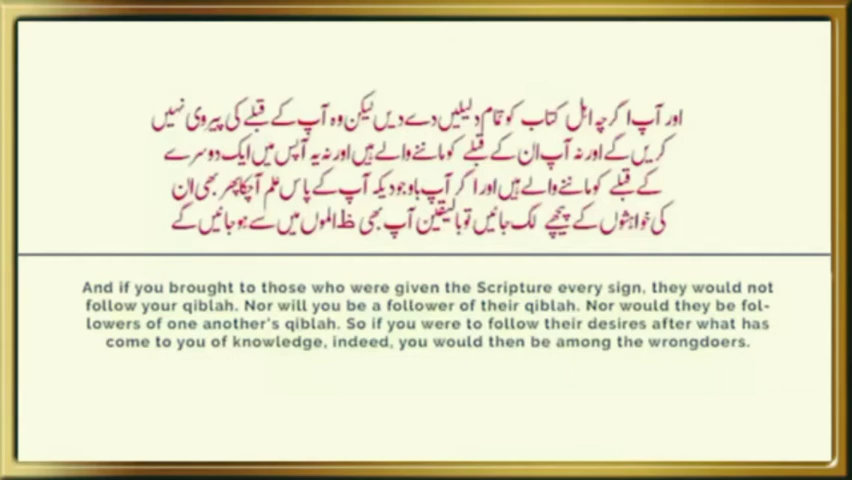 اور آپ اگرچہ اہل کتاب کو تمام دلیلیں دے دیں لیکن وہ آپ کے قبلے کی پیروی نہیں
کریں گے اور نہ آپ ان کے قبلے کو ماننے والے ہیں اور نہ یہ آپس میں ایک دوسرے
کے قبلے کو ماننے والے ہیں اور اگر آپ باوجودیکہ آپ کے پاس علم آچکا پھر بھی ان
کی خواہشوں کے پیچھے لگ جائیں تو بالیقین آپ بھی ظالموں میں سے ہوجائیں گے
And if you brought to those who were given the Scripture every sign, they would not
follow your qiblah. Nor will you be a follower of their qiblah. Nor would they be fol-
lowers of one another's qiblah. So if you were to follow their desires after what has
come to you of knowledge, indeed, you would then be among the wrongdoers.